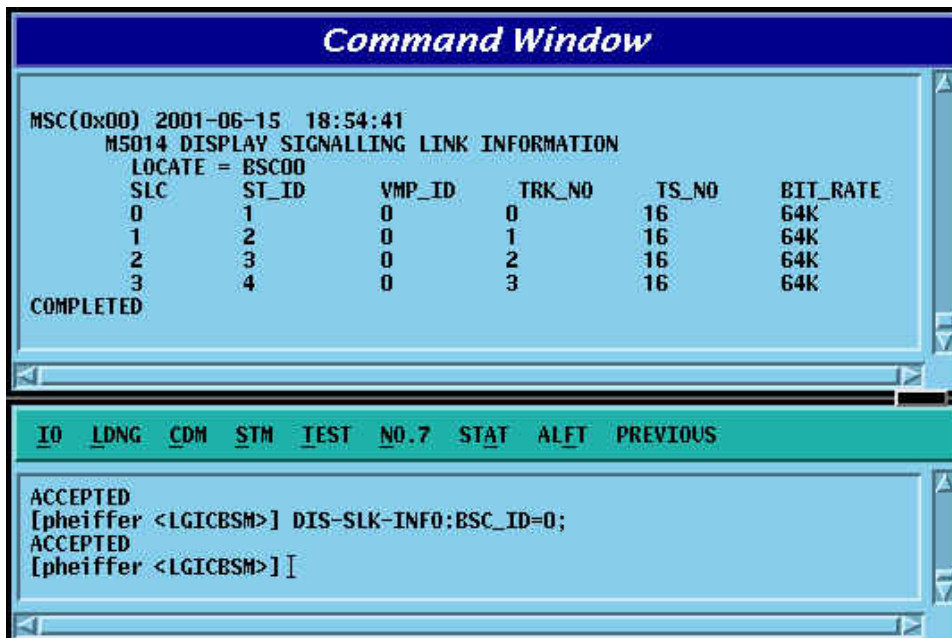 Command Window
MSC(0x00) 2001-06-15 18:54:41
M5014 DISPLAY SIGNALLING LINK INFORMATION
LOCATE = BSC00
SLC ST_ID VMP_ID TRK_NO TS_NO BIT_RATE
0 1 0 0 16 64K
1 2 0 1 16 64K
2 3 0 2 16 64K
3 4 0 3 16 64K
COMPLETED
IO LDNG CDM STM TEST NO.7 STAT ALFT PREVIOUS
ACCEPTED
[pheiffer <LGICBSM>] DIS-SLK-INFO:BSC_ID=0;
ACCEPTED
[pheiffer <LGICBSM>]